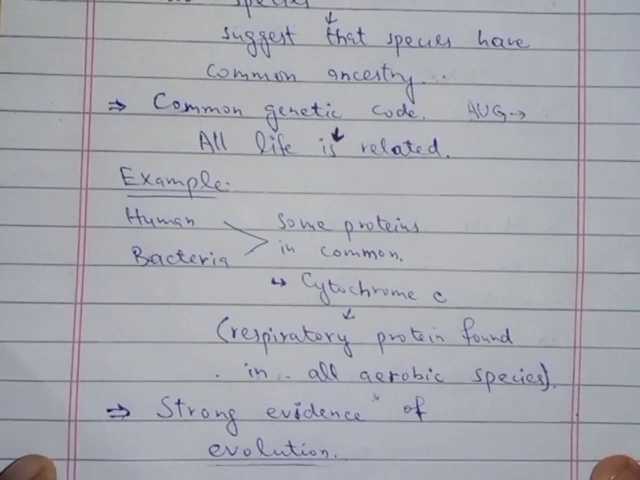 species
↓
suggest that species have
common ancestry...
⇒ Common genetic code. AUG→
↓
All life is related.
Example:
Human
Bacteria > some proteins
in common.
↳ Cytochrome c
↓
(respiratory protein found
in all aerobic species).
⇒ Strong evidence of
evolution.